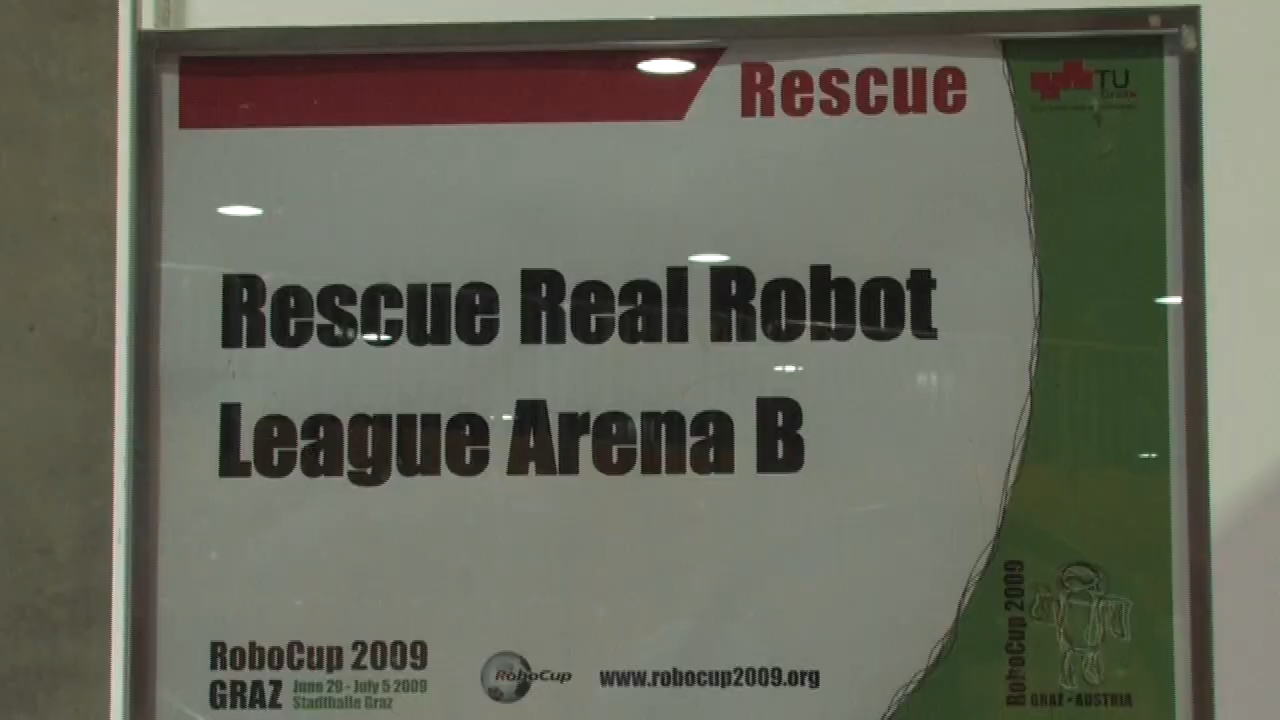 Rescue
TU
Graz
Rescue Real Robot
League Arena B
RoboCup 2009
GRAZ
June 29 - July 5 2009
Stadthalle Graz
RoboCup
www.robocup2009.org
RoboCup 2009
GRAZ • AUSTRIA